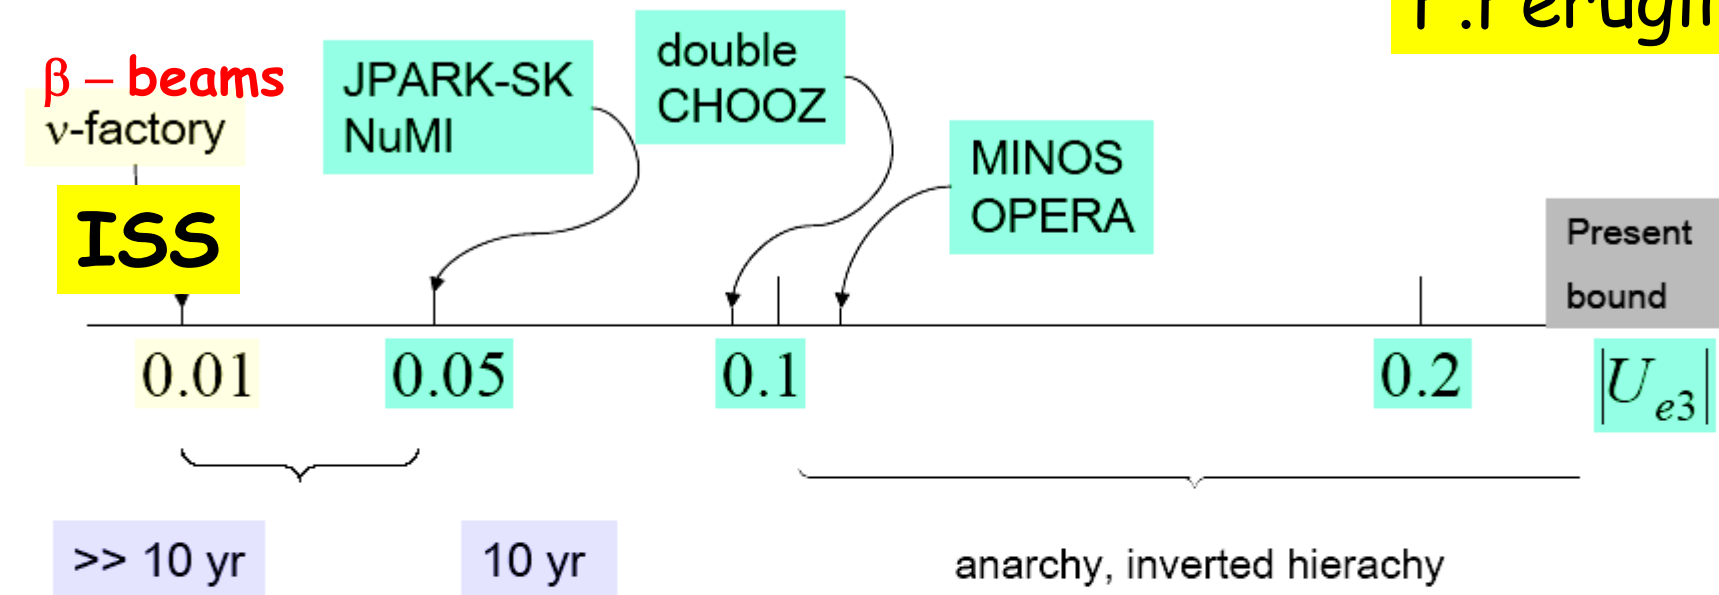 β – beams
ν-factory
ISS
JPARK-SK
NuMI
double
CHOOZ
MINOS
OPERA
Present
bound
0.01
0.05
0.1
0.2
|U e3|
>> 10 yr
10 yr
anarchy, inverted hierachy